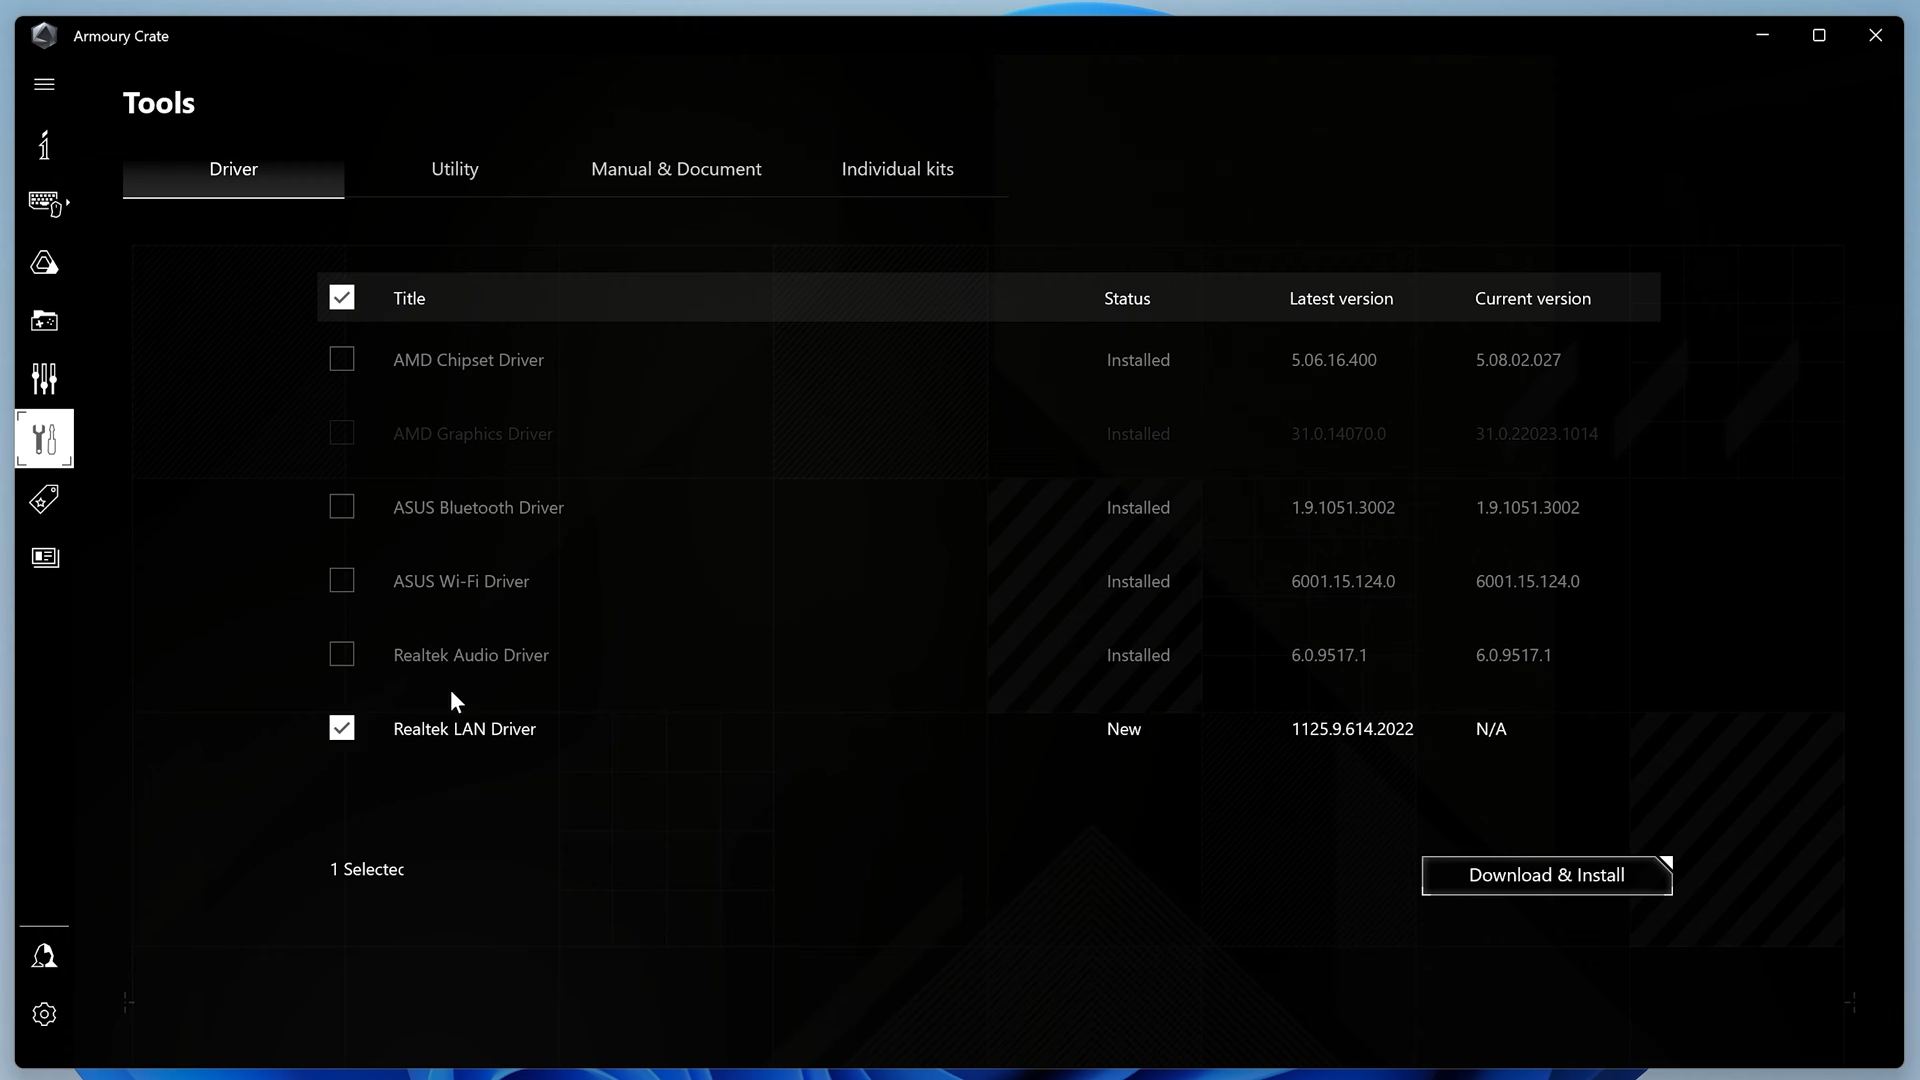 Armoury Crate
Tools
Driver Utility Manual & Document Individual kits
Title Status Latest version Current version
AMD Chipset Driver Installed 5.06.16.400 5.08.02.027
AMD Graphics Driver Installed 31.0.14070.0 31.0.22023.1014
ASUS Bluetooth Driver Installed 1.9.1051.3002 1.9.1051.3002
ASUS Wi-Fi Driver Installed 6001.15.124.0 6001.15.124.0
Realtek Audio Driver Installed 6.0.9517.1 6.0.9517.1
Realtek LAN Driver New 1125.9.614.2022 N/A
1 Selectec
Download & Install